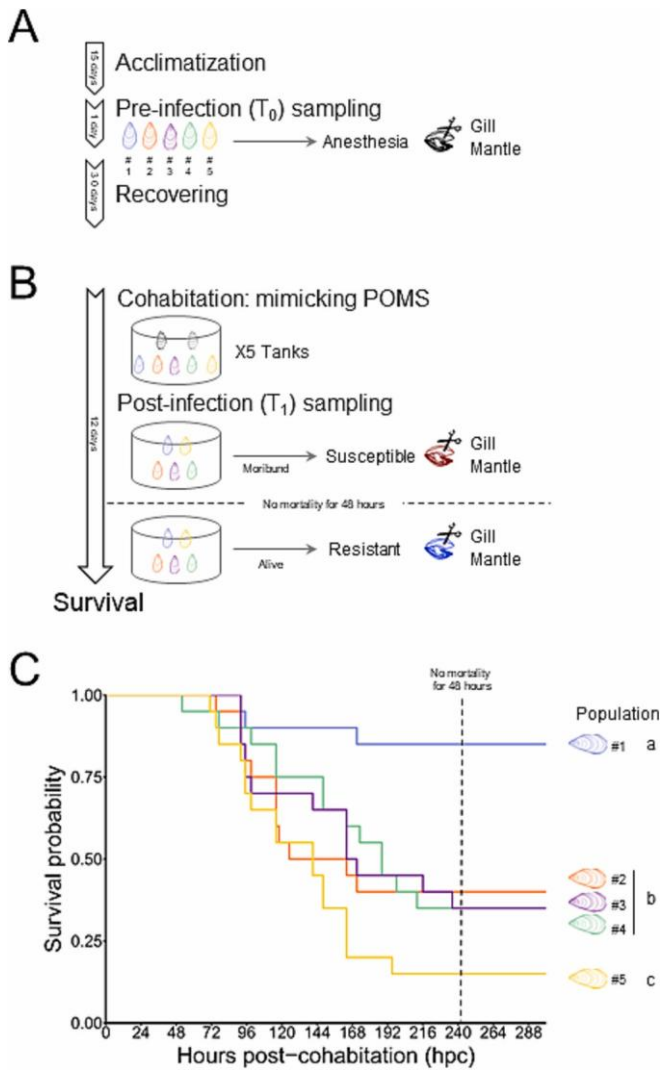 A
15 days
Acclimatization
1 day
Pre-infection (T₀) sampling
# 1
# 2
# 3
# 4
# 5
Anesthesia
Gill
Mantle
30 days
Recovering
B
12 days
Cohabitation: mimicking POMS
X5 Tanks
Post-infection (T₁) sampling
Moribund
Susceptible
Gill
Mantle
No mortality for 48 hours
Alive
Resistant
Gill
Mantle
Survival
C
No mortality
for 48 hours
Population
1.00
0.75
0.50
0.25
0.00
Survival probability
#1 a
#2
#3 b
#4
#5 c
0 24 48 72 96 120 144 168 192 216 240 264 288
Hours post−cohabitation (hpc)